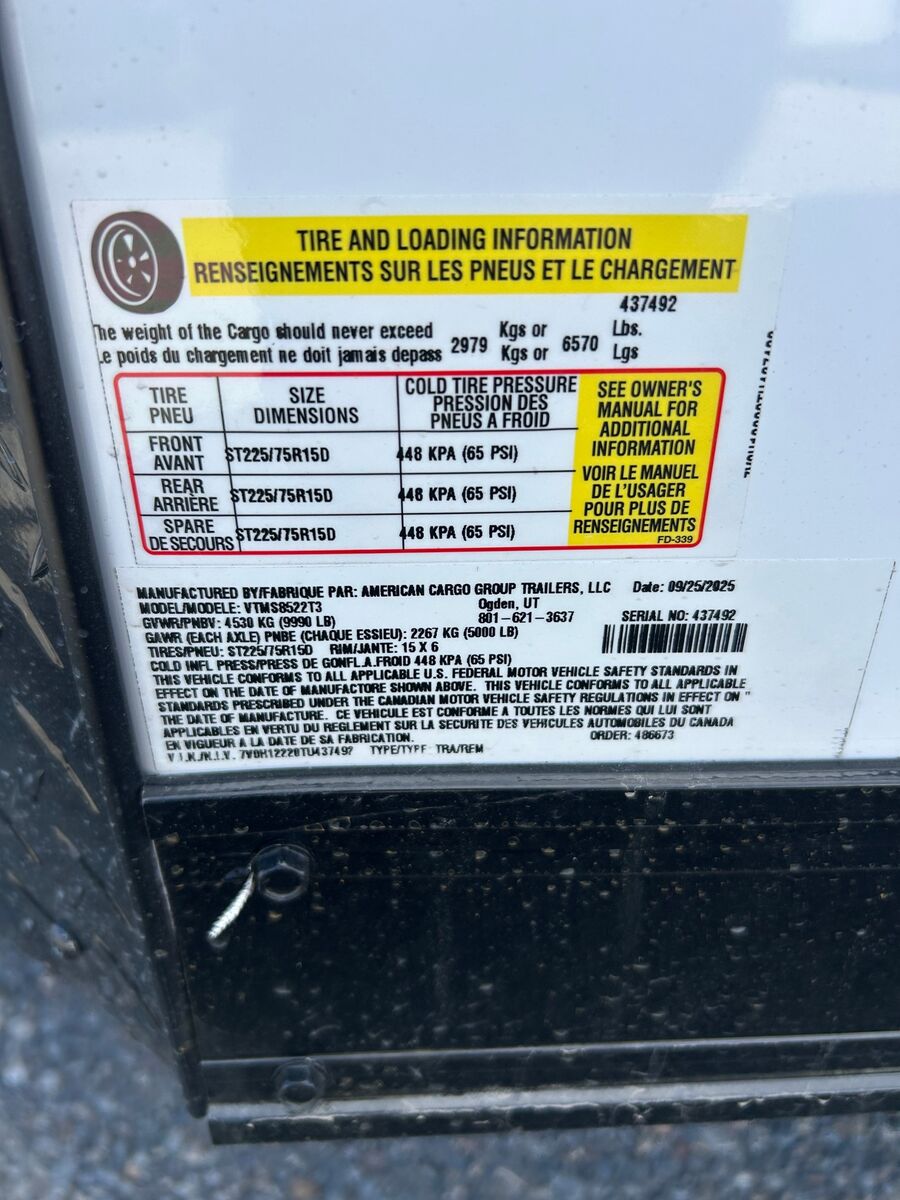 TIRE AND LOADING INFORMATION
RENSEIGNEMENTS SUR LES PNEUS ET LE CHARGEMENT
437492
The weight of the Cargo should never exceed 2979 Kgs or 6570 Lbs.
Le poids du chargement ne doit jamais depass Kgs or Lgs
TIRE SIZE COLD TIRE PRESSURE
PNEU DIMENSIONS PRESSION DES
PNEUS A FROID
FRONT
AVANT ST225/75R15D 448 KPA (65 PSI)
REAR
ARRIÈRE ST225/75R15D 448 KPA (65 PSI)
SPARE
DE SECOURS ST225/75R15D 448 KPA (65 PSI)
SEE OWNER'S
MANUAL FOR
ADDITIONAL
INFORMATION
VOIR LE MANUEL
DE L'USAGER
POUR PLUS DE
RENSEIGNEMENTS
FD-339
MANUFACTURED BY/FABRIQUE PAR: AMERICAN CARGO GROUP TRAILERS, LLC Date: 09/25/2025
MODEL/MODELE: VTMS8522T3 Ogden, UT
GVWR/PNBV: 4530 KG (9990 LB) 801-621-3637 SERIAL NO: 437492
GAWR (EACH AXLE) PNBE (CHAQUE ESSIEU): 2267 KG (5000 LB)
TIRES/PNEU: ST225/75R15D RIM/JANTE: 15 X 6
COLD INFL PRESS/PRESS DE GONFL.A.FROID 448 KPA (65 PSI)
THIS VEHICLE CONFORMS TO ALL APPLICABLE U.S. FEDERAL MOTOR VEHICLE SAFETY STANDARDS IN
EFFECT ON THE DATE OF MANUFACTORE SHOWN ABOVE. THIS VEHICLE CONFORMS TO ALL APPLICABLE
STANDARDS PRESCRIBED UNDER THE CANADIAN MOTOR VEHICLE SAFETY REGULATIONS IN EFFECT ON "
THE DATE OF MANUFACTURE. CE VEHICULE EST CONFORME A TOUTES LES NORMES QUI LUI SONT
APPLICABLES EN VERTU DU REGLEMENT SUR LA SECURITE DES VEHICULES AUTOMOBILES DU CANADA
EN VIGUEUR A LA DATE DE SA FABRICATION. ORDER: 486673
TYPE/TYPE: TRA/REM